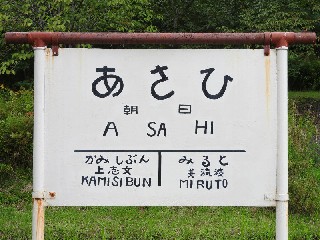 あさひ
朝日
A SA HI
かみしぶん みると
上志文 美流渡
KAMISIBUN MIRUTO